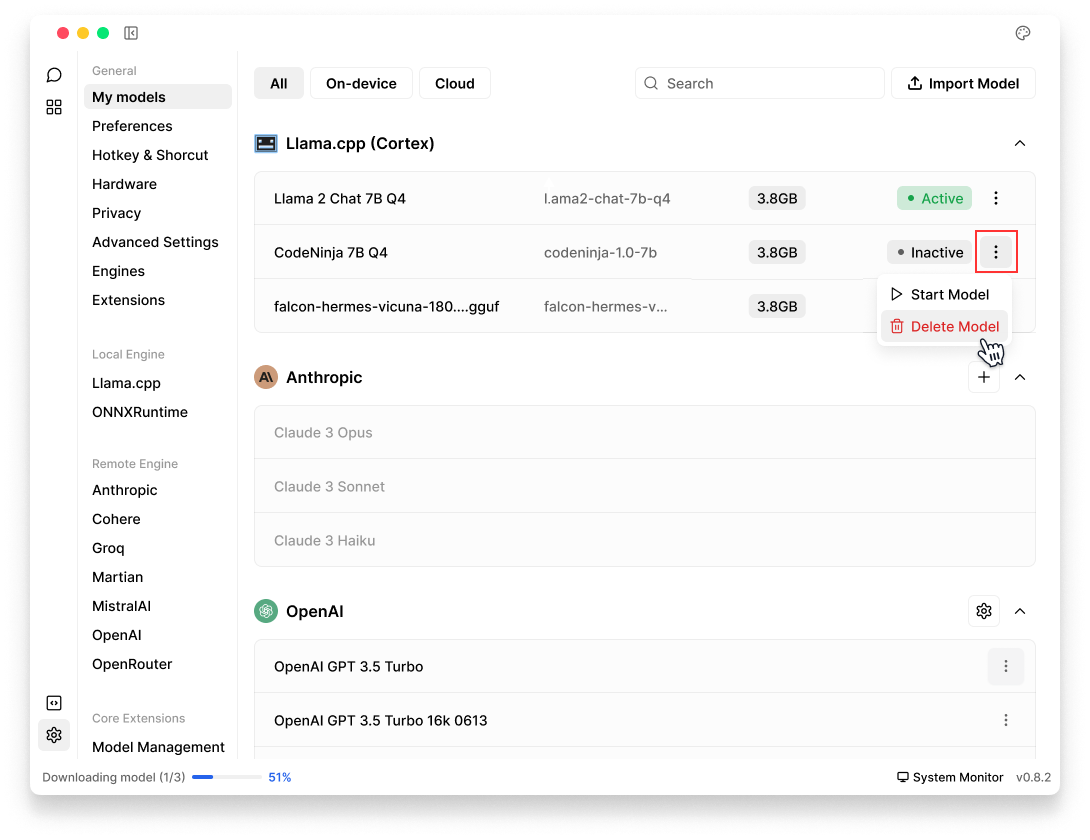 General
My models
Preferences
Hotkey & Shorcut
Hardware
Privacy
Advanced Settings
Engines
Extensions
Local Engine
Llama.cpp
ONNXRuntime
Remote Engine
Anthropic
Cohere
Groq
Martian
MistralAI
OpenAI
OpenRouter
Core Extensions
Model Management
All On-device Cloud Search Import Model
Llama.cpp (Cortex)
Llama 2 Chat 7B Q4 l.ama2-chat-7b-q4 3.8GB Active
CodeNinja 7B Q4 codeninja-1.0-7b 3.8GB Inactive
Start Model
falcon-hermes-vicuna-180....gguf falcon-hermes-v... 3.8GB
Delete Model
Anthropic
Claude 3 Opus
Claude 3 Sonnet
Claude 3 Haiku
OpenAI
OpenAI GPT 3.5 Turbo
OpenAI GPT 3.5 Turbo 16k 0613
Downloading model (1/3) 51% System Monitor v0.8.2